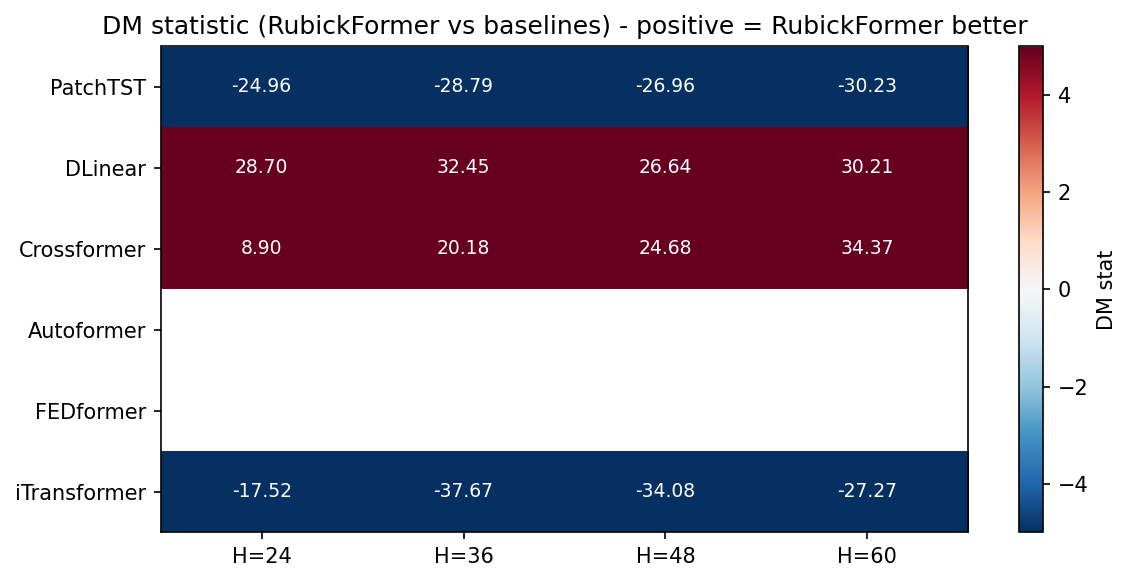 DM statistic (RubickFormer vs baselines) - positive = RubickFormer better
PatchTST -24.96 -28.79 -26.96 -30.23
DLinear 28.70 32.45 26.64 30.21
Crossformer 8.90 20.18 24.68 34.37
Autoformer
FEDformer
iTransformer -17.52 -37.67 -34.08 -27.27
H=24 H=36 H=48 H=60
4
2
0
−2
−4
DM stat